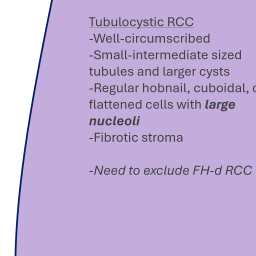 Tubulocystic RCC
-Well-circumscribed
-Small-intermediate sized
tubules and larger cysts
-Regular hobnail, cuboidal,
flattened cells with large
nucleoli
-Fibrotic stroma
-Need to exclude FH-d RCC